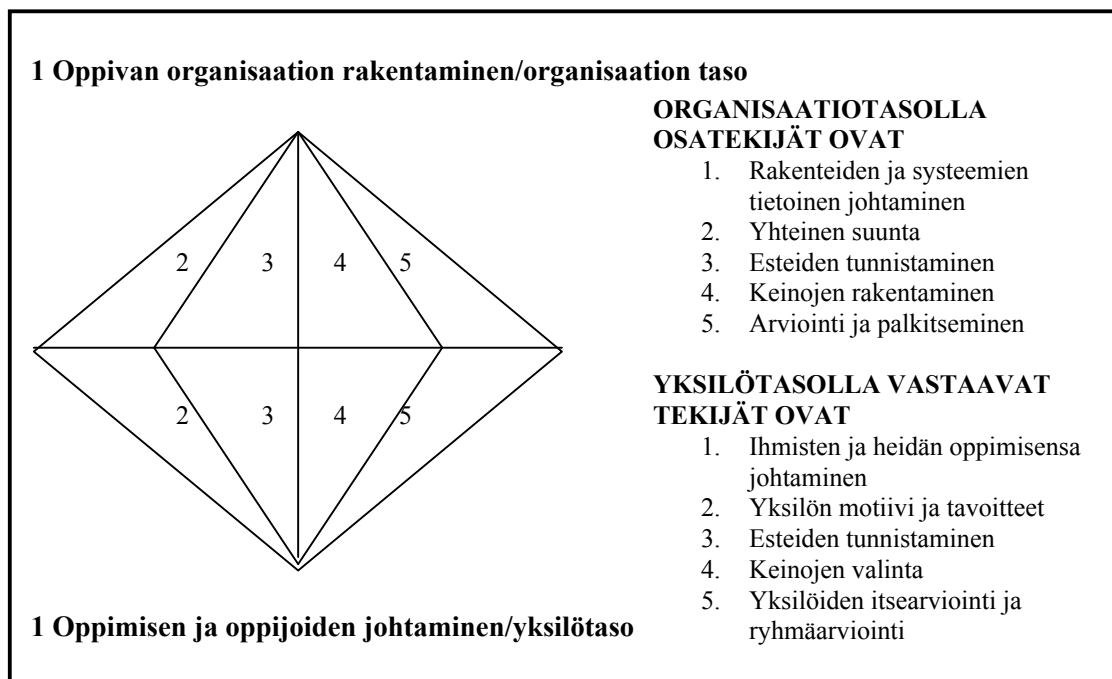 1 Oppivan organisaation rakentaminen/organisaation taso
2 3 4 5
2 3 4 5
1 Oppimisen ja oppijoiden johtaminen/yksilötaso
ORGANISAATIOTASOLLA
OSATEKIJÄT OVAT
1. Rakenteiden ja systeemien
tietoinen johtaminen
2. Yhteinen suunta
3. Esteiden tunnistaminen
4. Keinojen rakentaminen
5. Arviointi ja palkitseminen
YKSILÖTASOLLA VASTAAVAT
TEKIJÄT OVAT
1. Ihmisten ja heidän oppimisensa
johtaminen
2. Yksilön motiivi ja tavoitteet
3. Esteiden tunnistaminen
4. Keinojen valinta
5. Yksilöiden itsearviointi ja
ryhmäarviointi